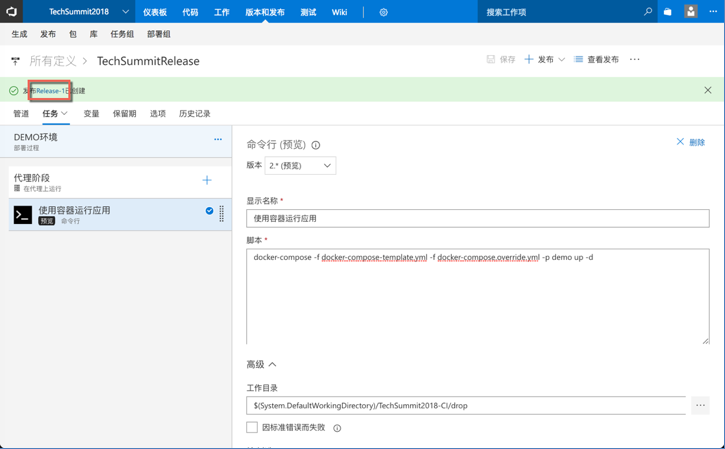 TechSummit2018 仪表板 代码 工作 版本和发布 测试 Wiki 搜索工作项
生成 发布 包 库 任务组 部署组
所有定义 > TechSummitRelease 保存 发布 查看发布
发布Release-1已创建
管道 任务 变量 保留期 选项 历史记录
DEMO环境
部署过程
代理阶段
在代理上运行
使用容器运行应用
预览 命令行
命令行 (预览) 删除
版本 2.* (预览)
显示名称 *
使用容器运行应用
脚本 *
docker-compose -f docker-compose-template.yml -f docker-compose.override.yml -p demo up -d
高级
工作目录
$(System.DefaultWorkingDirectory)/TechSummit2018-CI/drop
因标准错误而失败